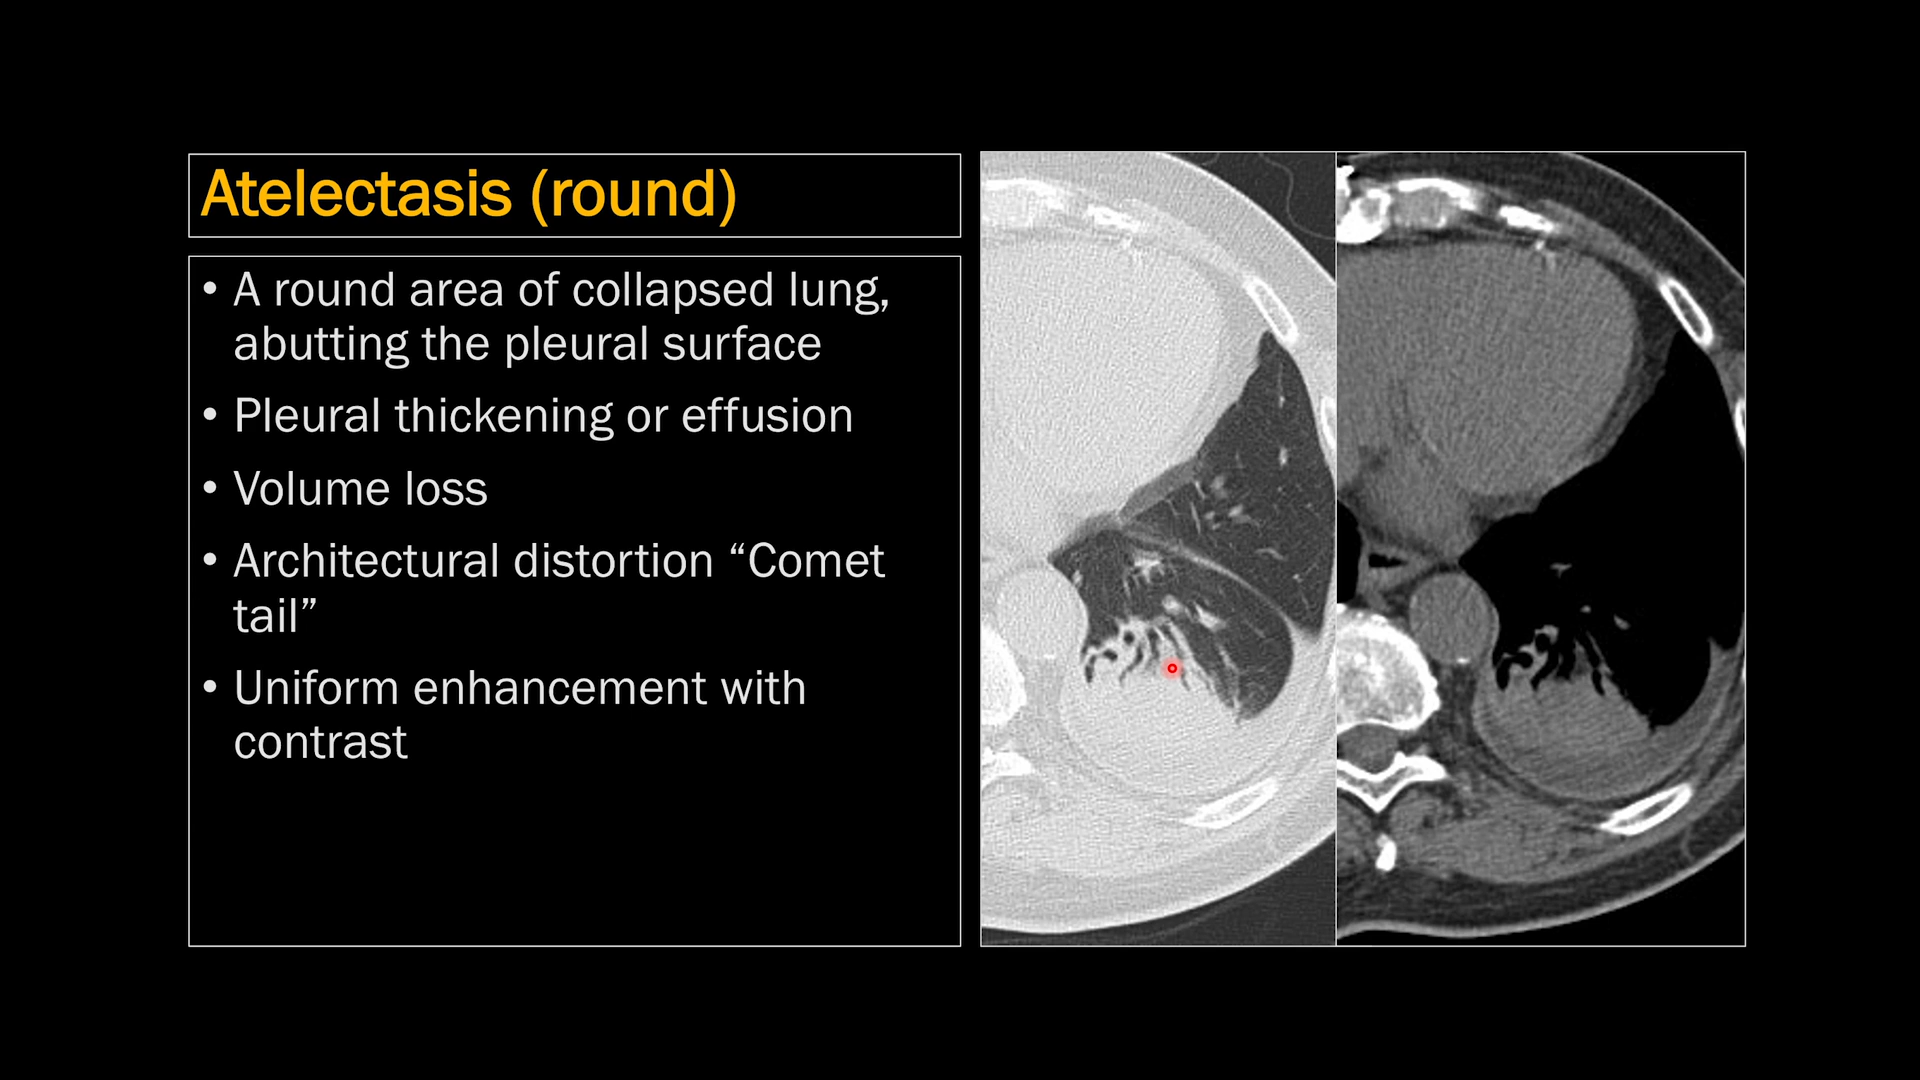 Atelectasis (round)
• A round area of collapsed lung,
abutting the pleural surface
• Pleural thickening or effusion
• Volume loss
• Architectural distortion “Comet
tail”
• Uniform enhancement with
contrast